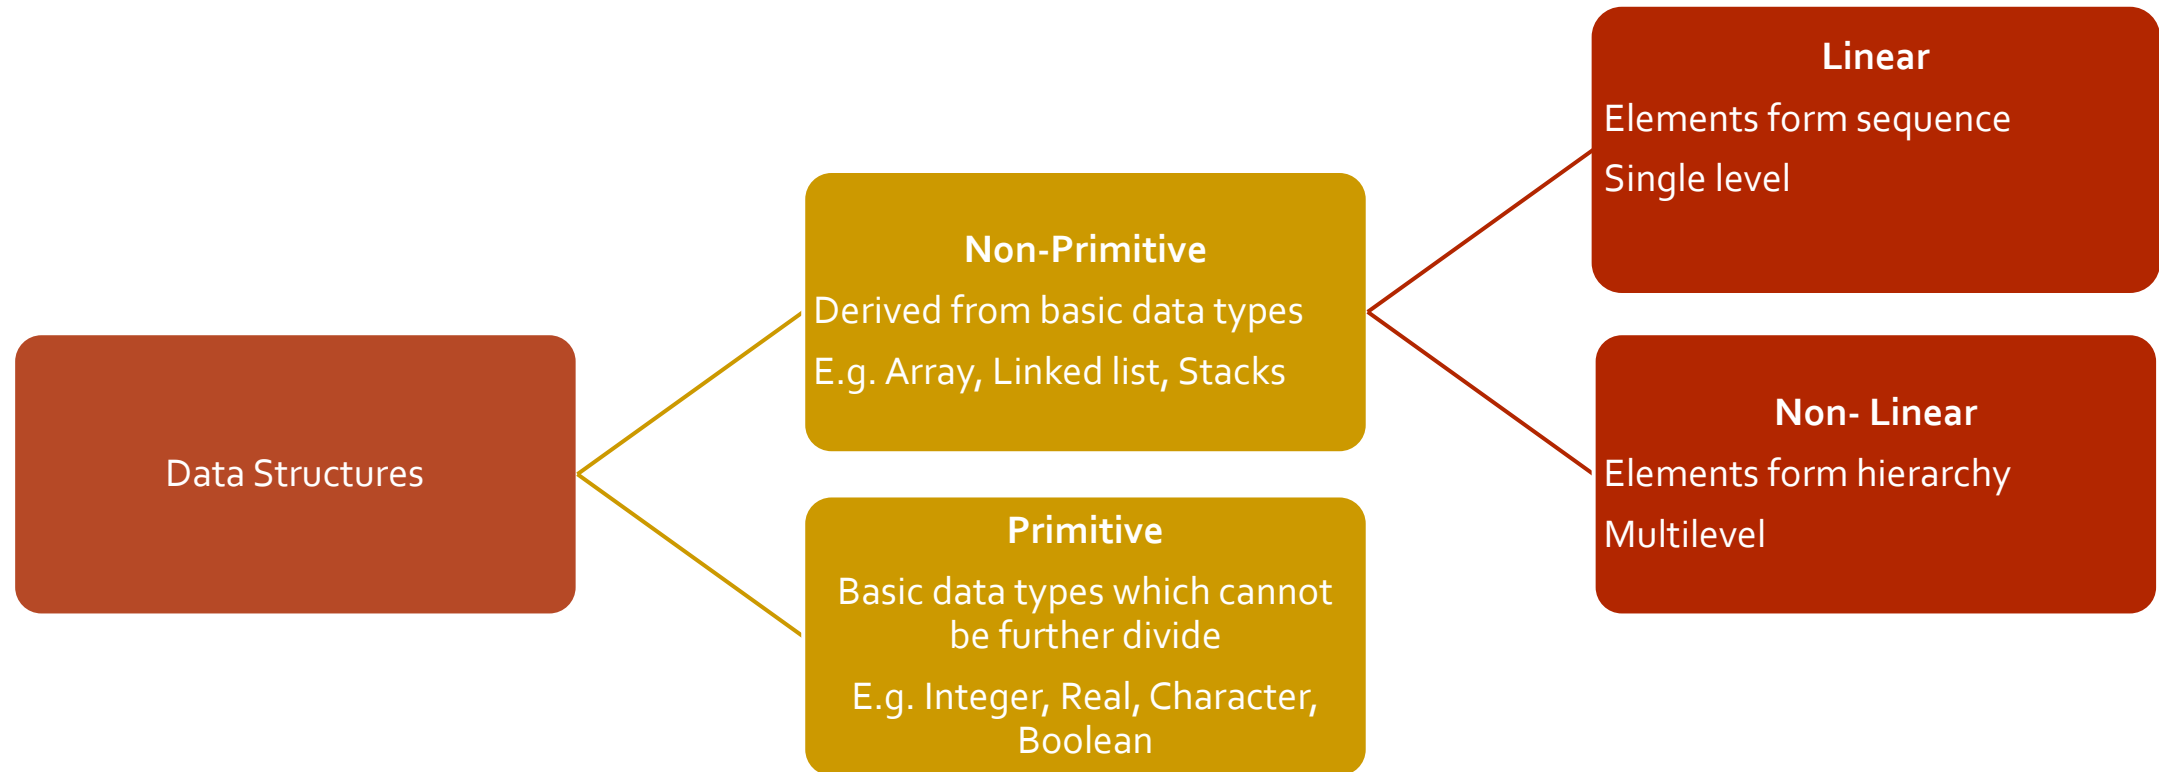 Data Structures
Non-Primitive
Derived from basic data types
E.g. Array, Linked list, Stacks
Primitive
Basic data types which cannot
be further divide
E.g. Integer, Real, Character,
Boolean
Linear
Elements form sequence
Single level
Non- Linear
Elements form hierarchy
Multilevel